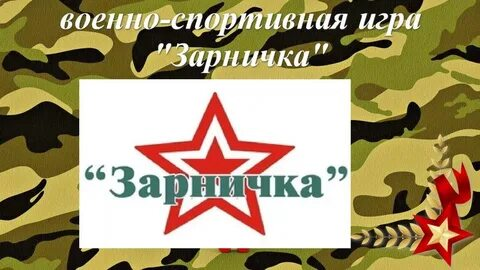 военно-спортивная игра
"Зарничка"
“Зарничка”